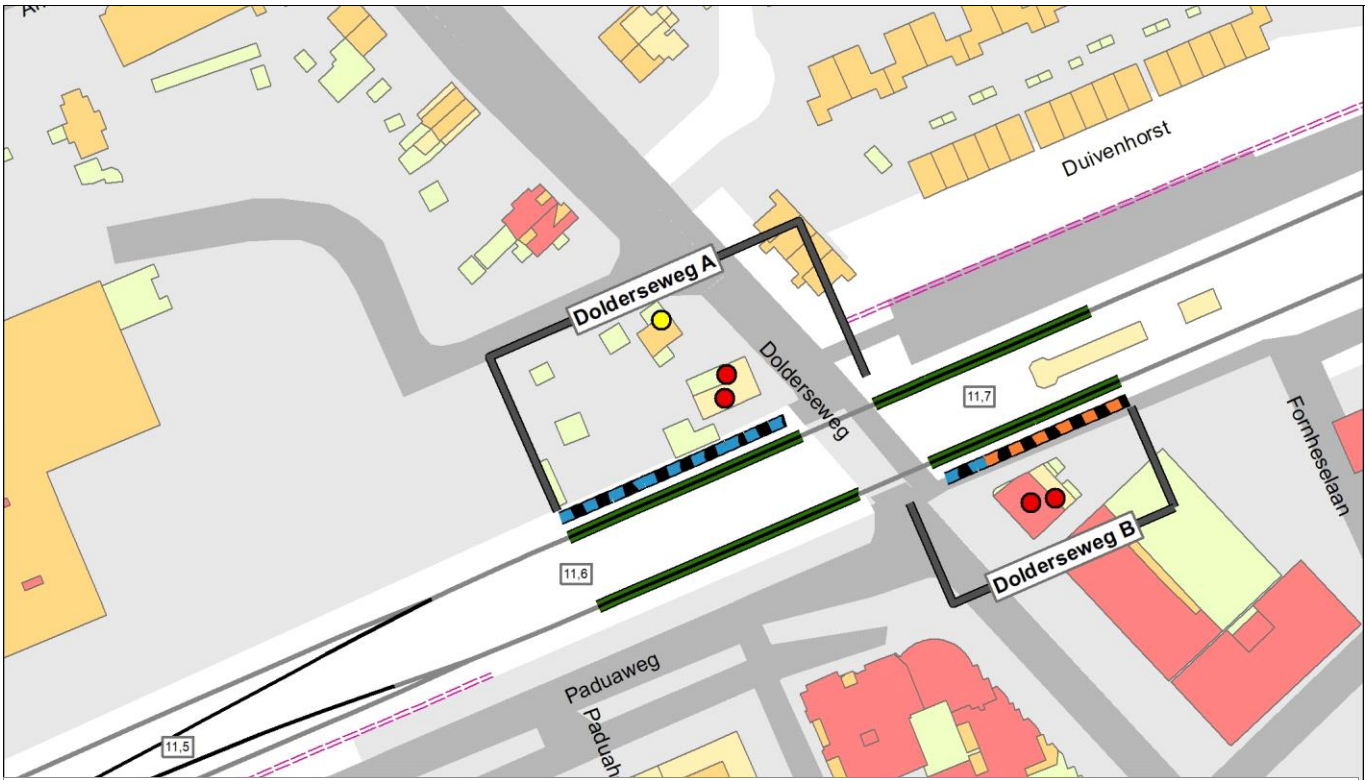 Duivenhorst
Dolderseweg A
Dolderseweg
11,7
Fornheselaan
11,6
Dolderseweg B
Paduaweg
Paduah
11,5